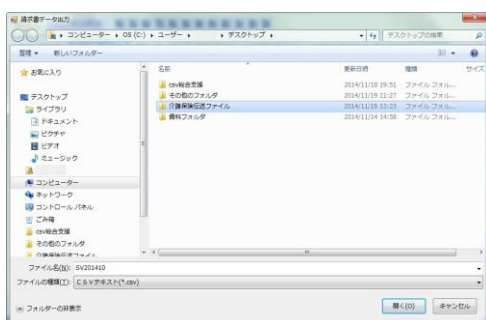 請求書データ出力
コンピューター ▸ OS (C:) ▸ ユーザー ▸ ▸ デスクトップ ▸
デスクトップの検索
整理 ▾ 新しいフォルダー
お気に入り
デスクトップ
ライブラリ
ドキュメント
ピクチャ
ビデオ
ミュージック
コンピューター
ネットワーク
コントロール パネル
ごみ箱
csv総合支援
その他のフォルダ
介護保険伝送ファイル
名前 更新日時 種類 サイズ
csv総合支援 2014/11/18 19:51 ファイル フォル...
その他のフォルダ 2014/11/19 11:27 ファイル フォル...
介護保険伝送ファイル 2014/11/19 13:23 ファイル フォル...
資料フォルダ 2014/11/14 14:58 ファイル フォル...
ファイル名(N): SV201410
ファイルの種類(T): CSVテキスト(*.csv)
フォルダーの非表示
開く(O) キャンセル